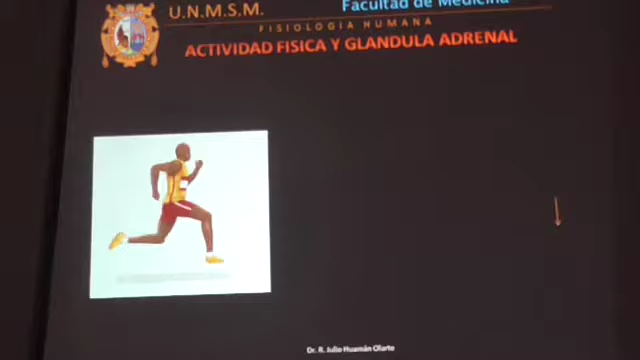 U.N.M.S.M.
Facultad de Medicina
FISIOLOGIA HUMANA
ACTIVIDAD FISICA Y GLANDULA ADRENAL
Dr. R. Julio Huamán Olarte